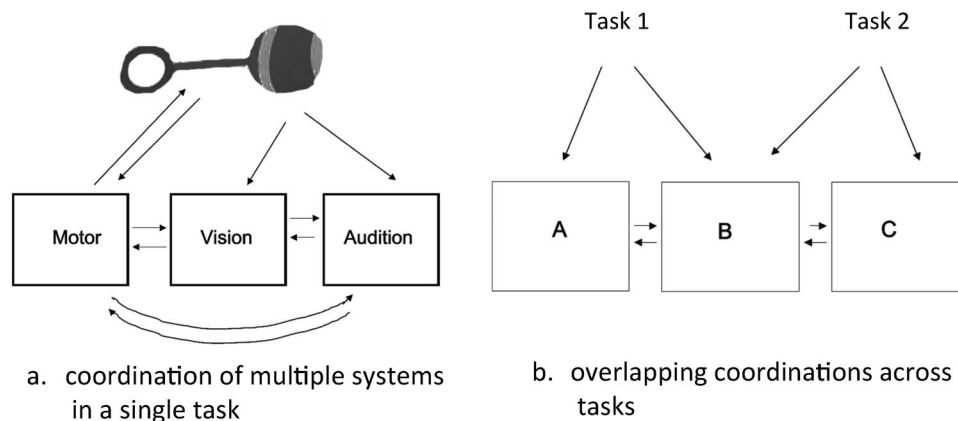 Motor
Vision
Audition
a. coordination of multiple systems
in a single task
Task 1
Task 2
A
B
C
b. overlapping coordinations across
tasks